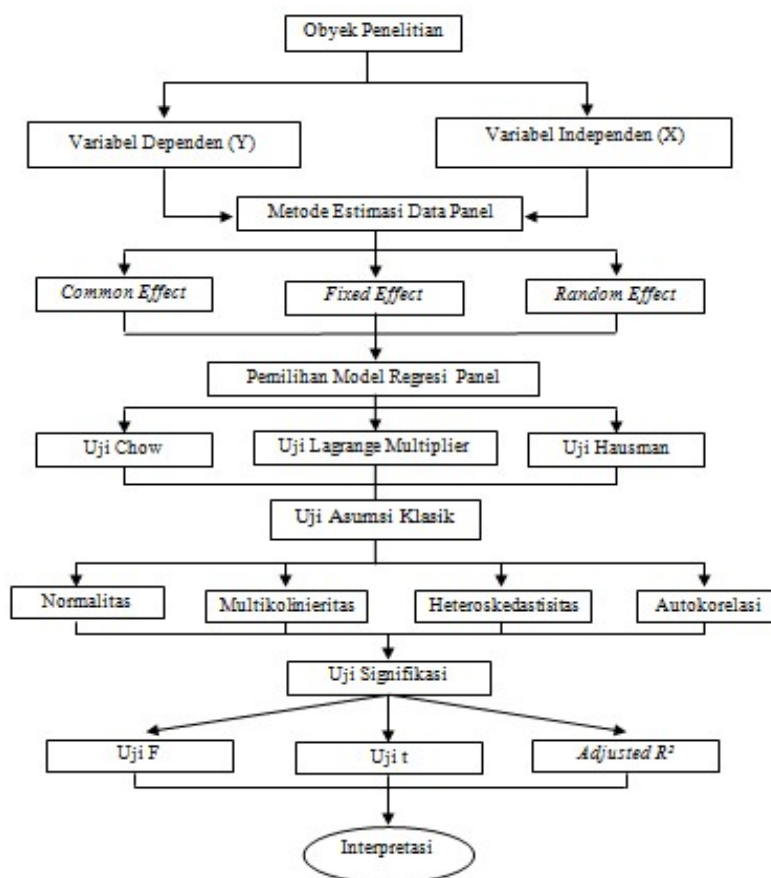 Obyek Penelitian
Variabel Dependen (Y)
Variabel Independen (X)
Metode Estimasi Data Panel
Common Effect
Fixed Effect
Random Effect
Pemilihan Model Regresi Panel
Uji Chow
Uji Lagrange Multiplier
Uji Hausman
Uji Asumsi Klasik
Normalitas
Multikolinieritas
Heteroskedastisitas
Autokorelasi
Uji Signifikasi
Uji F
Uji t
Adjusted R²
Interpretasi